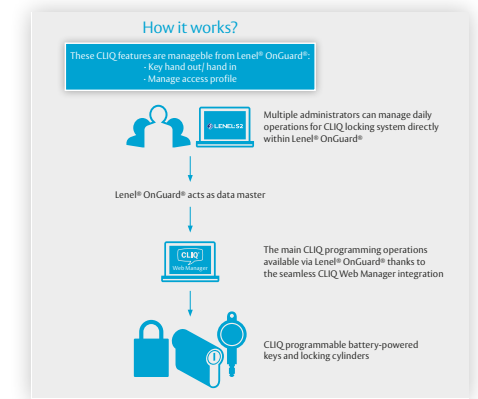 How it works?
These CLIQ features are manageble from Lenel® OnGuard®:
- Key hand out/ hand in
- Manage access profile
LENEL·S2
Multiple administrators can manage daily
operations for CLIQ locking system directly
within Lenel® OnGuard®
Lenel® OnGuard® acts as data master
CLIQ
Web Manager
The main CLIQ programming operations
available via Lenel® OnGuard® thanks to
the seamless CLIQ Web Manager integration
CLIQ programmable battery-powered
keys and locking cylinders